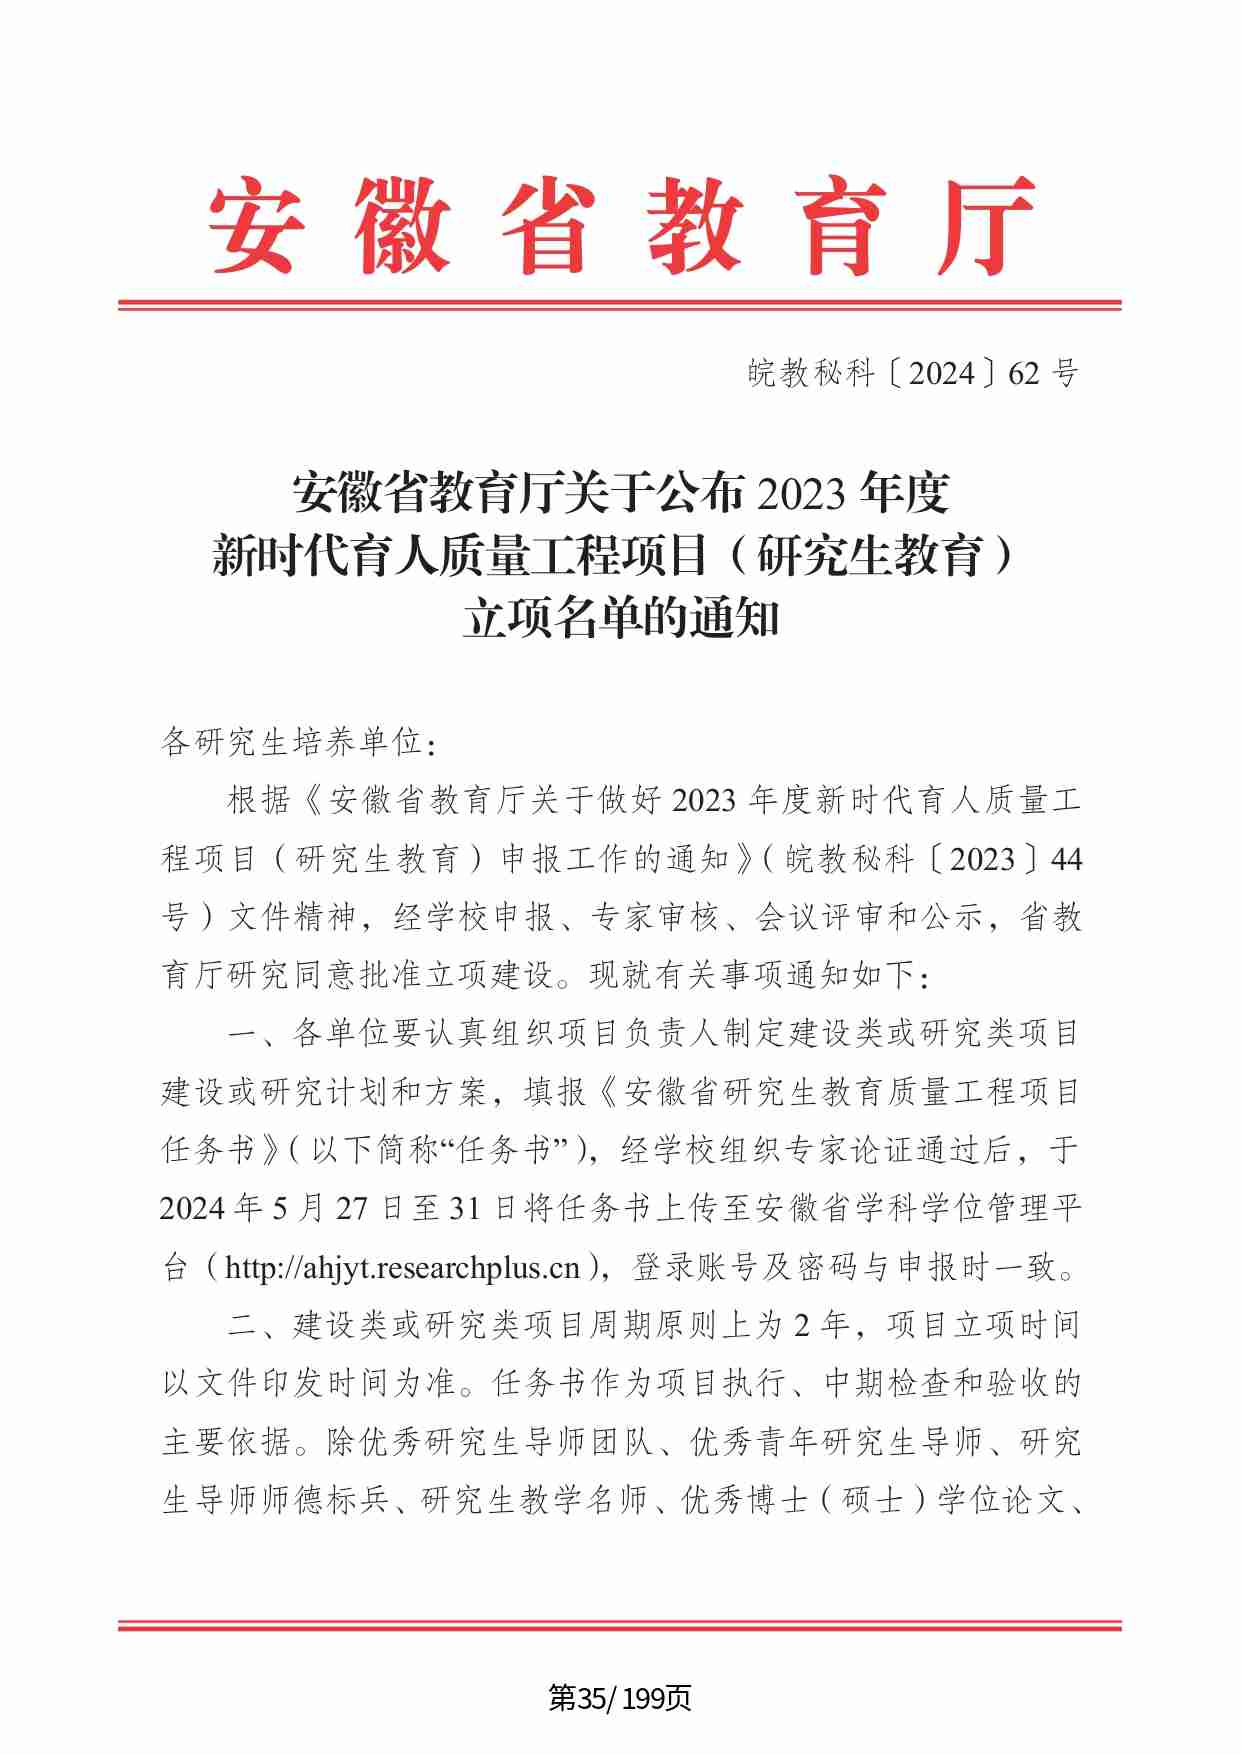 安徽省教育厅
皖教秘科〔2024〕62 号
安徽省教育厅关于公布 2023 年度
新时代育人质量工程项目（研究生教育）
立项名单的通知
各研究生培养单位：
根据《安徽省教育厅关于做好 2023 年度新时代育人质量工
程项目（研究生教育）申报工作的通知》（皖教秘科〔2023〕44
号）文件精神，经学校申报、专家审核、会议评审和公示，省教
育厅研究同意批准立项建设。现就有关事项通知如下：
一、各单位要认真组织项目负责人制定建设类或研究类项目
建设或研究计划和方案，填报《安徽省研究生教育质量工程项目
任务书》（以下简称“任务书”），经学校组织专家论证通过后，于
2024 年 5 月 27 日至 31 日将任务书上传至安徽省学科学位管理平
台（http://ahjyt.researchplus.cn），登录账号及密码与申报时一致。
二、建设类或研究类项目周期原则上为 2 年，项目立项时间
以文件印发时间为准。任务书作为项目执行、中期检查和验收的
主要依据。除优秀研究生导师团队、优秀青年研究生导师、研究
生导师师德标兵、研究生教学名师、优秀博士（硕士）学位论文、
第35/ 199页